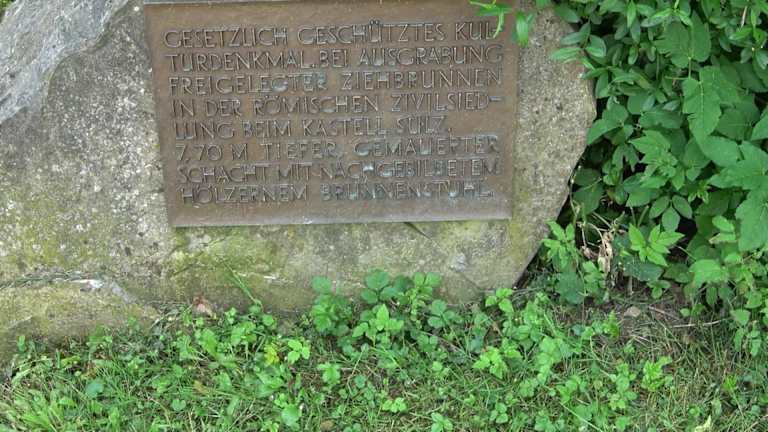 GESETZLICH GESCHÜTZTES KUL-
TURDENKMAL. BEI AUSGRABUNG
FREIGELEGTER ZIEHBRUNNEN
IN DER RÖMISCHEN ZIVILSIED-
LUNG BEIM KASTELL SULZ.
7,70 M TIEFER, GEMAUERTER
SCHACHT MIT NACHGEBILDETEM
HÖLZERNEM BRUNNENSTUHL.